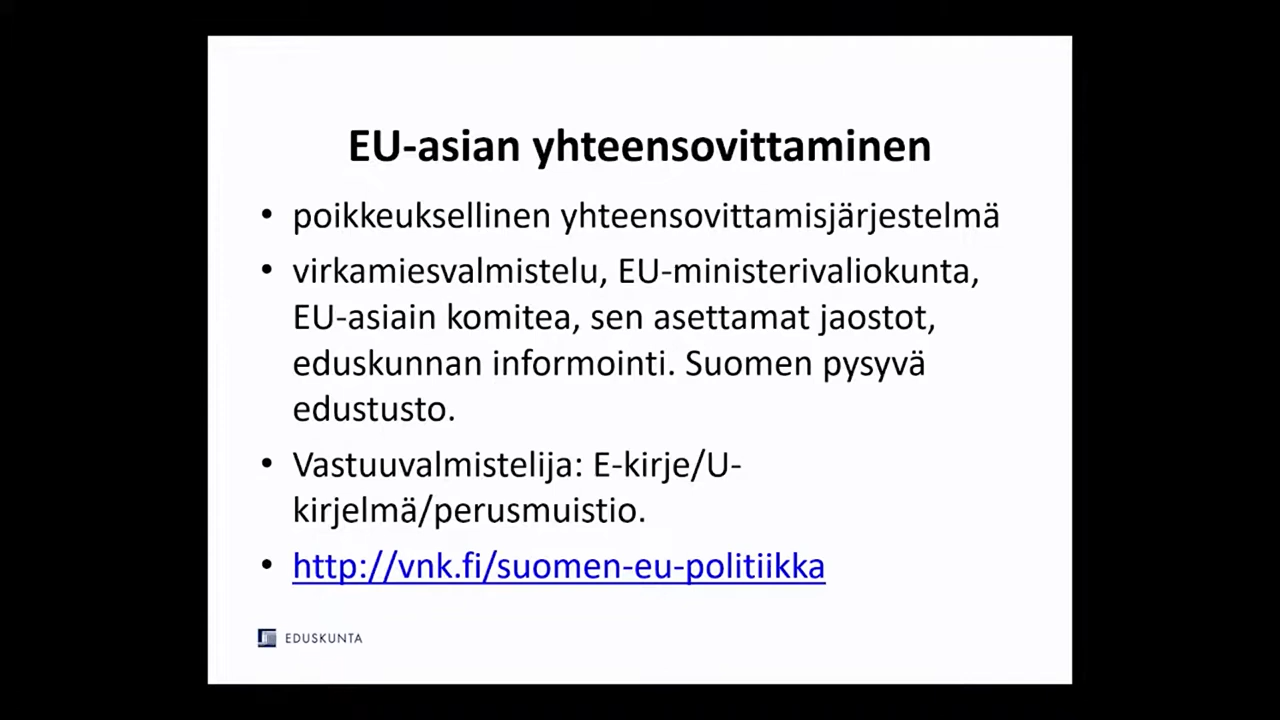 EU-asian yhteensovittaminen
• poikkeuksellinen yhteensovittamisjärjestelmä
• virkamiesvalmistelu, EU-ministerivaliokunta,
EU-asiain komitea, sen asettamat jaostot,
eduskunnan informointi. Suomen pysyvä
edustusto.
• Vastuuvalmistelija: E-kirje/U-
kirjelmä/perusmuistio.
• http://vnk.fi/suomen-eu-politiikka
EDUSKUNTA